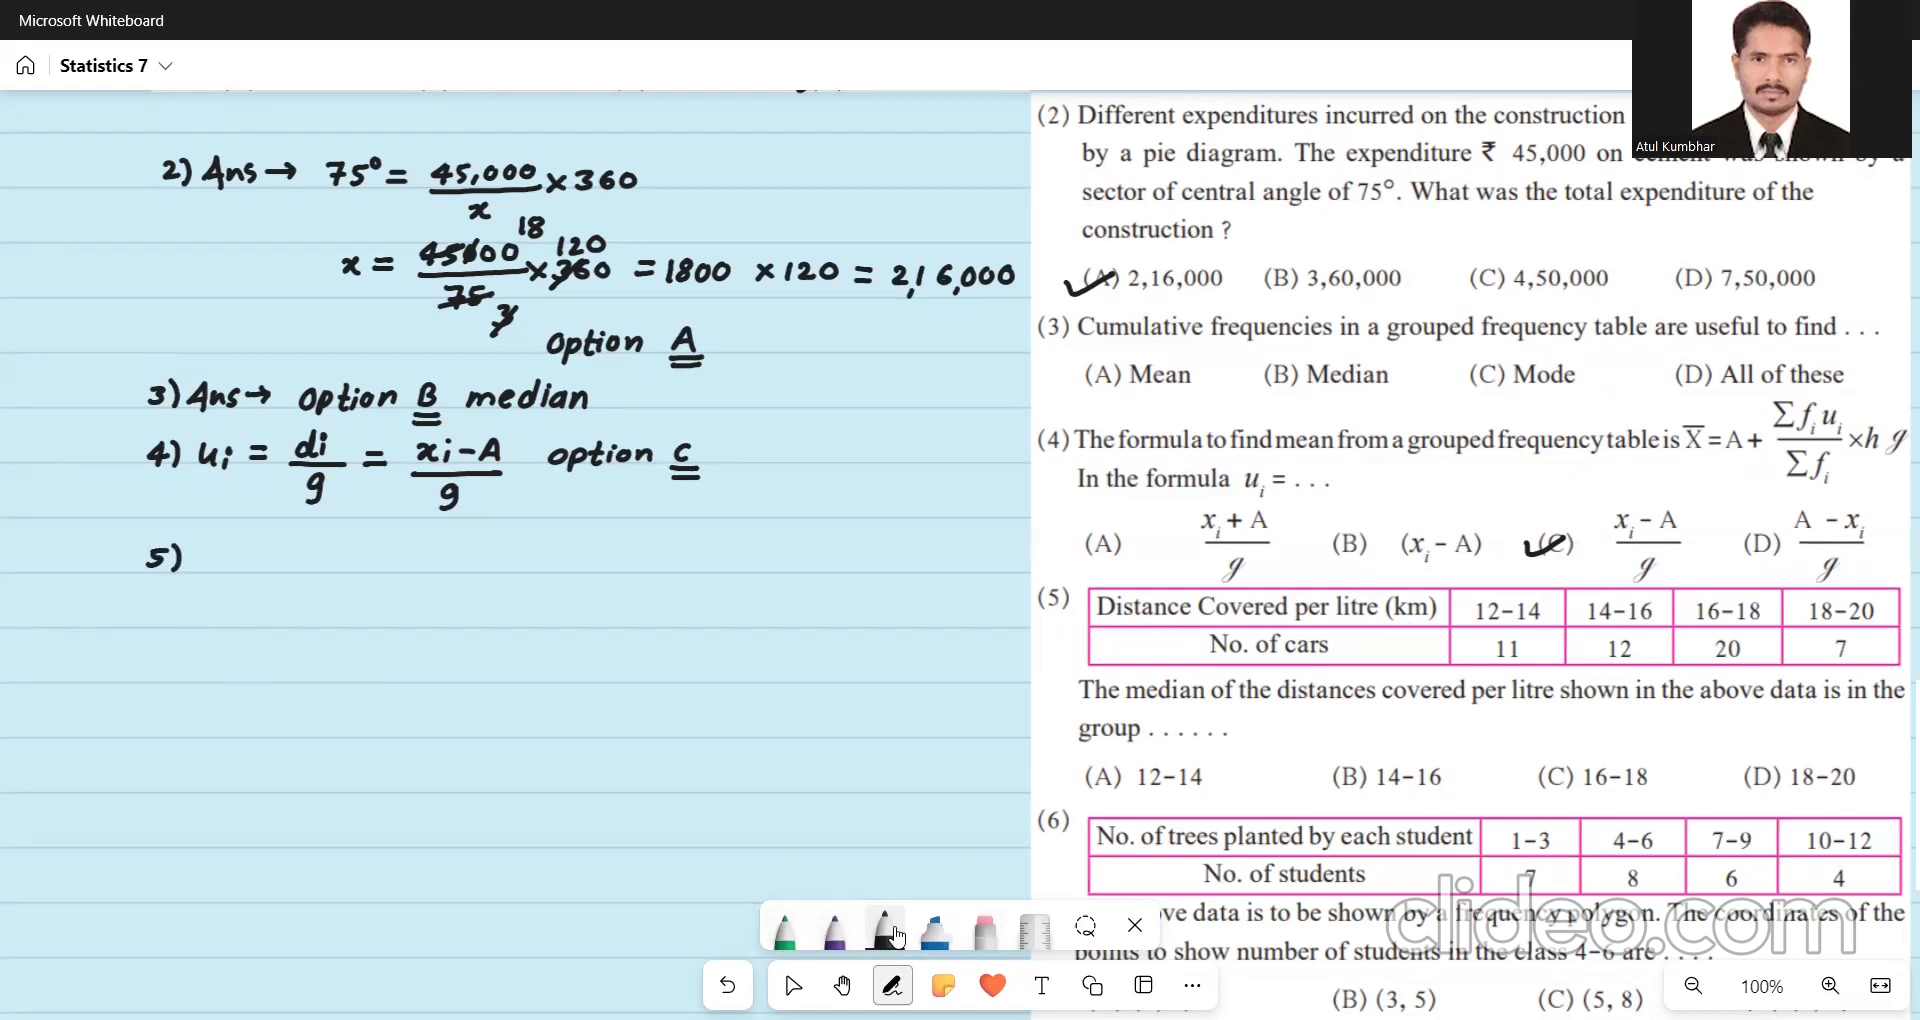 Microsoft Whiteboard
Statistics 7
Atul Kumbhar
2) Ans → 75° = 45,000/x × 360
x = 45000/75 × 360 = 1800 × 120 = 2,16,000
18
120
3
option A
3) Ans → option B median
4) ui = di/g = xi-A/g option C
5)
(2) Different expenditures incurred on the construction
by a pie diagram. The expenditure ₹ 45,000 on cement was shown by a
sector of central angle of 75°. What was the total expenditure of the
construction ?
(A) 2,16,000 (B) 3,60,000 (C) 4,50,000 (D) 7,50,000
(3) Cumulative frequencies in a grouped frequency table are useful to find . . .
(A) Mean (B) Median (C) Mode (D) All of these
(4) The formula to find mean from a grouped frequency table is X̄ = A + Σfᵢuᵢ/Σfᵢ ×h g
In the formula uᵢ = . . .
(A) xᵢ + A/g (B) (xᵢ - A) (C) xᵢ - A/g (D) A - xᵢ/g
(5) Distance Covered per litre (km) 12-14 14-16 16-18 18-20
No. of cars 11 12 20 7
The median of the distances covered per litre shown in the above data is in the
group . . . . . .
(A) 12-14 (B) 14-16 (C) 16-18 (D) 18-20
(6) No. of trees planted by each student 1-3 4-6 7-9 10-12
No. of students 7 8 6 4
ve data is to be shown by a frequency polygon. The coordinates of the
points to show number of students in the class 4-6 are . . . .
(B) (3, 5) (C) (5, 8)
clideo.com
100%